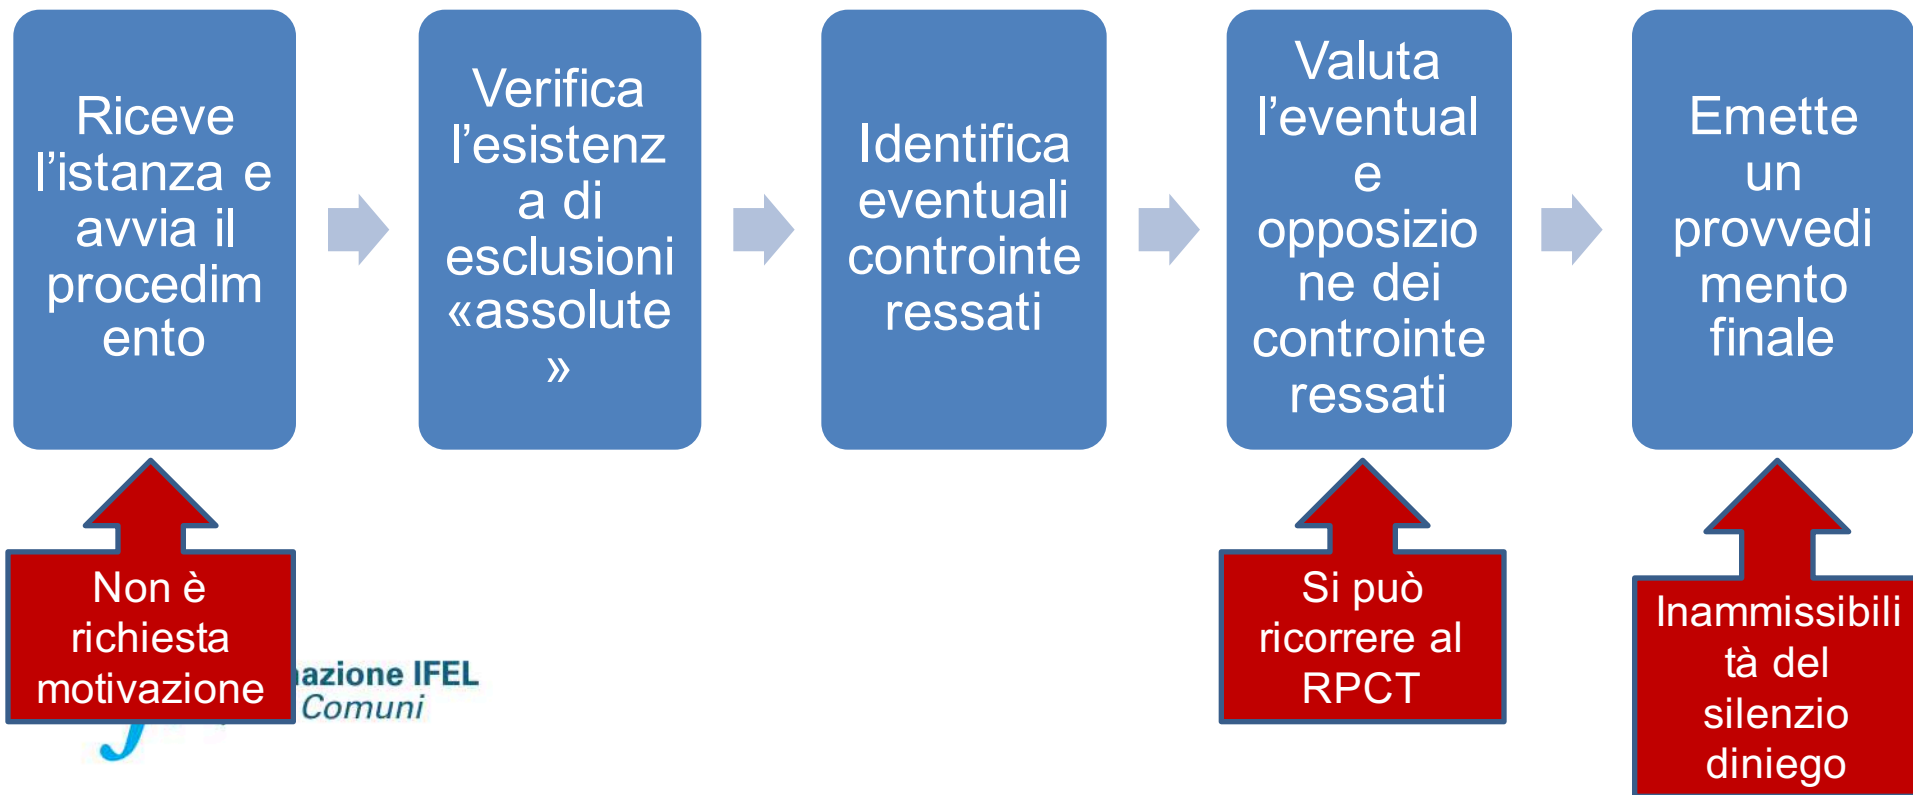 Riceve
l’istanza e
avvia il
procedim
ento
Verifica
l’esistenz
a di
esclusioni
«assolute
»
Identifica
eventuali
controinte
ressati
Valuta
l’eventual
e
opposizio
ne dei
controinte
ressati
Emette
un
provvedi
mento
finale
Non è
richiesta
motivazione
Si può
ricorrere al
RPCT
Inammissibili
tà del
silenzio
diniego
azione IFEL
Comuni